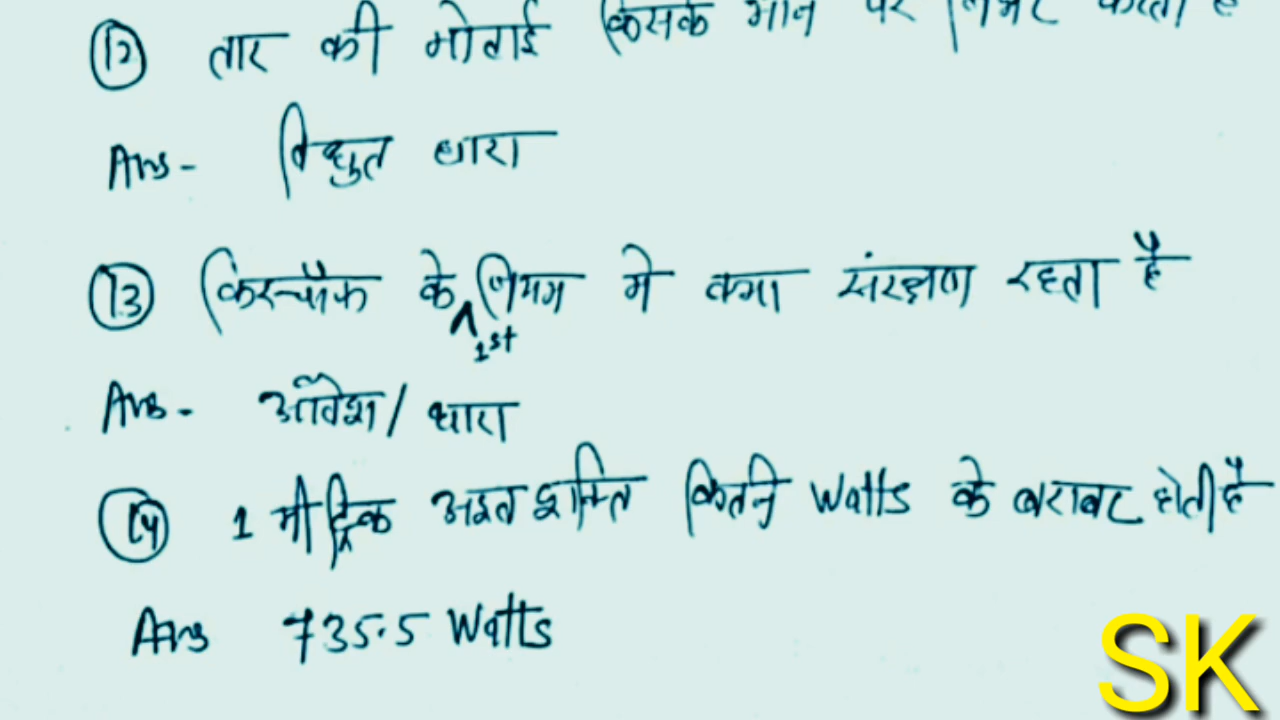 12 तार की मोटाई किसके मान पर निर्भर करता है
Ans- विधुत धारा
13 किरचौफ के 1st नियम मे क्या संरक्षण रहता है
Ans- आवेश/धारा
14 1 मीट्रिक अश्व शक्ति कितने Watts के बराबर होती है
Ans 735.5 Watts
SK